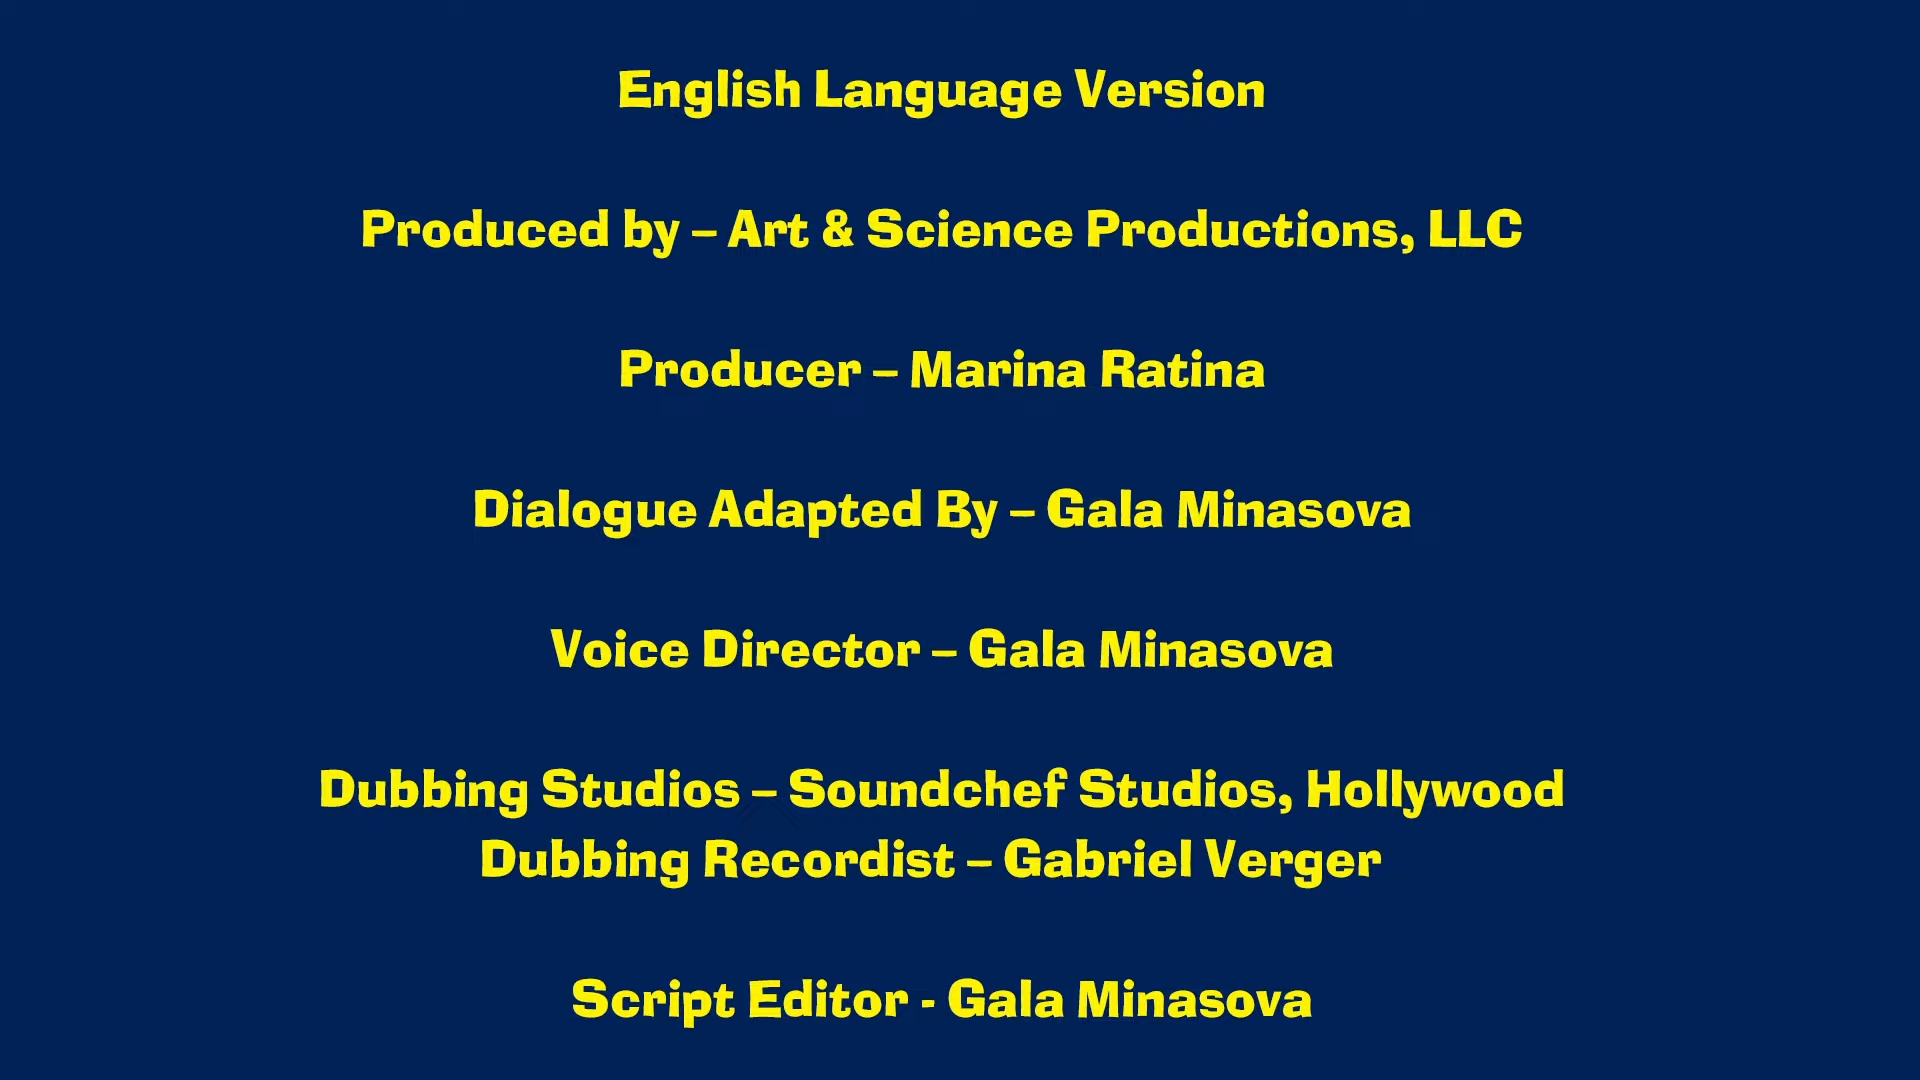 English Language Version
Produced by – Art & Science Productions, LLC
Producer – Marina Ratina
Dialogue Adapted By – Gala Minasova
Voice Director – Gala Minasova
Dubbing Studios – Soundchef Studios, Hollywood
Dubbing Recordist – Gabriel Verger
Script Editor - Gala Minasova